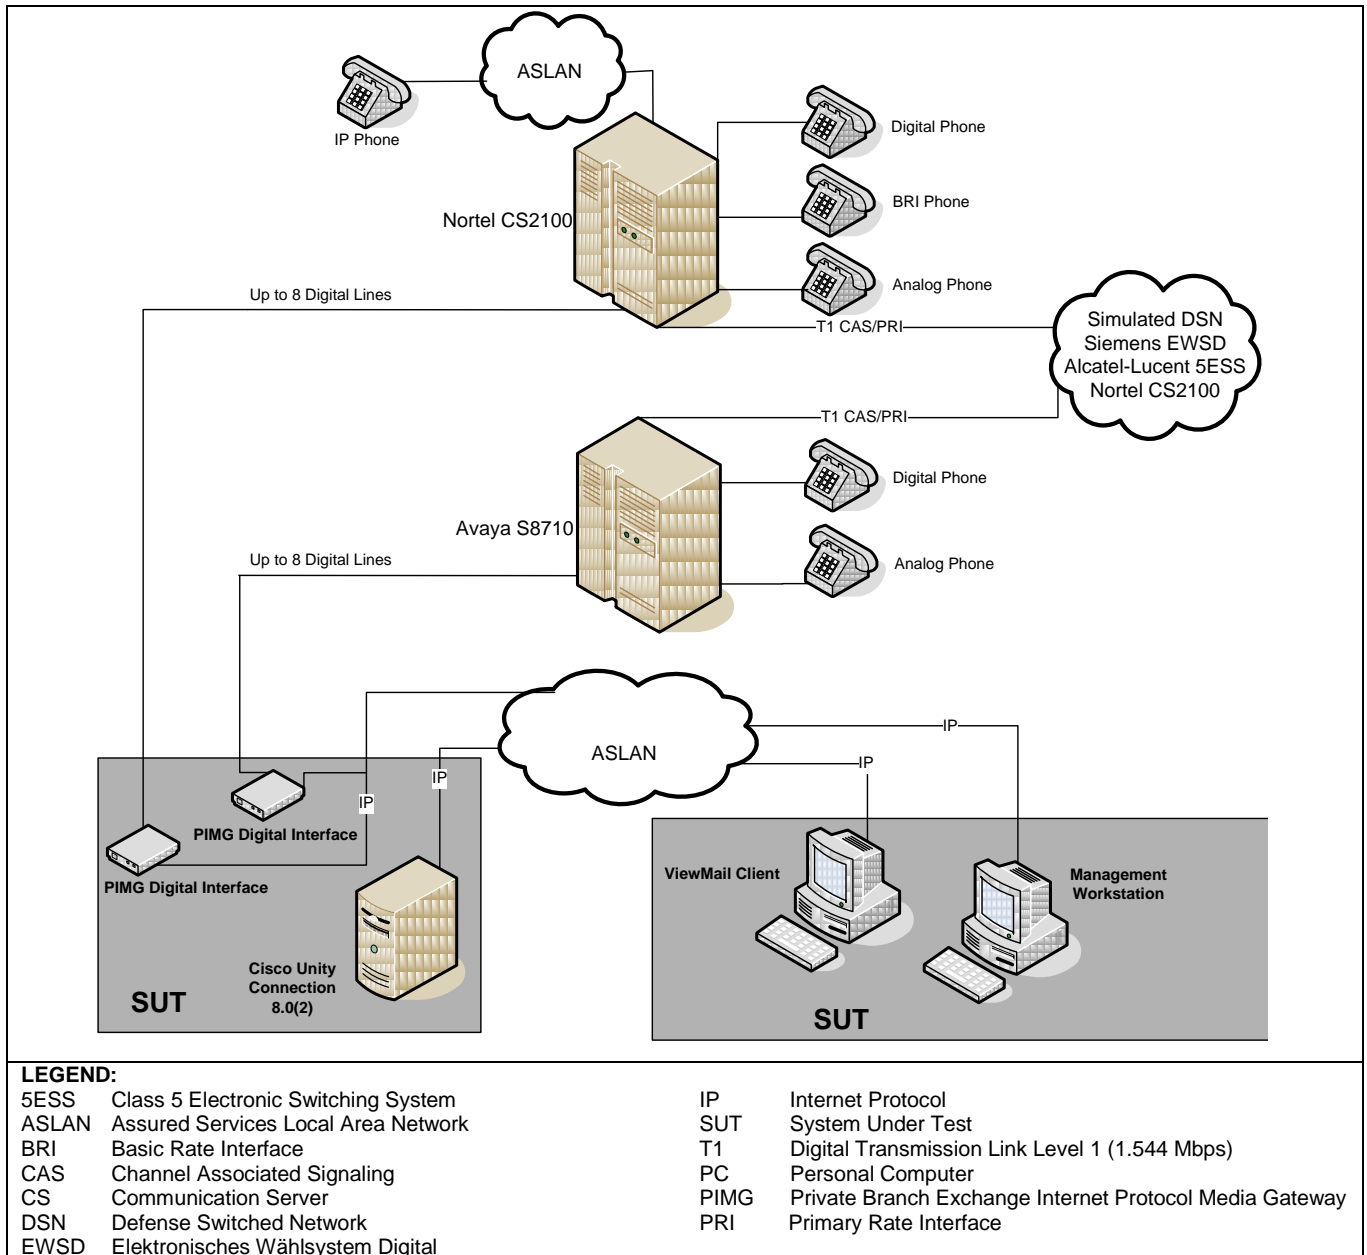 ASLAN
IP Phone
Digital Phone
BRI Phone
Nortel CS2100
Analog Phone
Up to 8 Digital Lines
T1 CAS/PRI
Simulated DSN
Siemens EWSD
Alcatel-Lucent 5ESS
Nortel CS2100
T1 CAS/PRI
Digital Phone
Avaya S8710
Up to 8 Digital Lines
Analog Phone
ASLAN
IP
IP
IP
IP
PIMG Digital Interface
PIMG Digital Interface
Cisco Unity
Connection
8.0(2)
SUT
ViewMail Client
Management
Workstation
SUT
LEGEND:
5ESS Class 5 Electronic Switching System
ASLAN Assured Services Local Area Network
BRI Basic Rate Interface
CAS Channel Associated Signaling
CS Communication Server
DSN Defense Switched Network
EWSD Elektronisches Wählsystem Digital
IP Internet Protocol
SUT System Under Test
T1 Digital Transmission Link Level 1 (1.544 Mbps)
PC Personal Computer
PIMG Private Branch Exchange Internet Protocol Media Gateway
PRI Primary Rate Interface